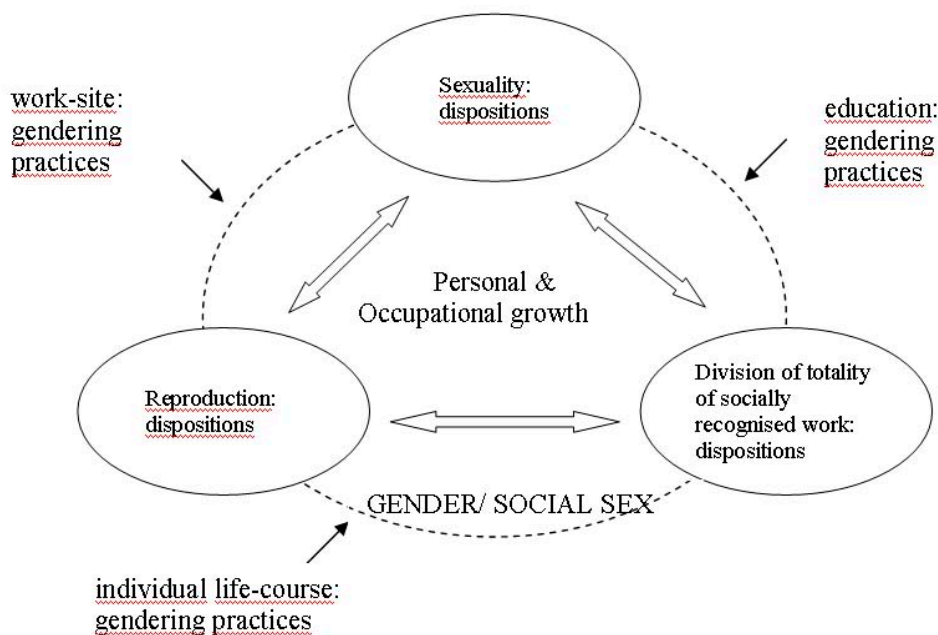 Sexuality:
dispositions
work-site:
gendering
practices
education:
gendering
practices
Personal &
Occupational growth
Reproduction:
dispositions
Division of totality
of socially
recognised work:
dispositions
GENDER/ SOCIAL SEX
individual life-course:
gendering practices